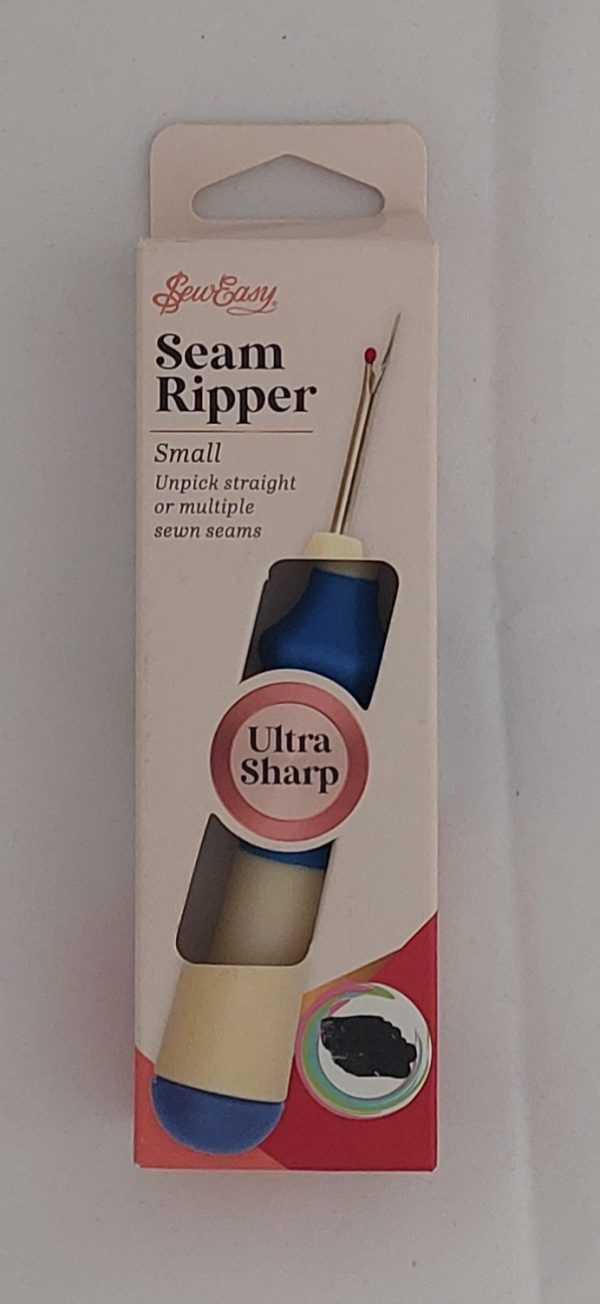 SewEasy
Seam
Ripper
Small
Unpick straight
or multiple
sewn seams
Ultra
Sharp